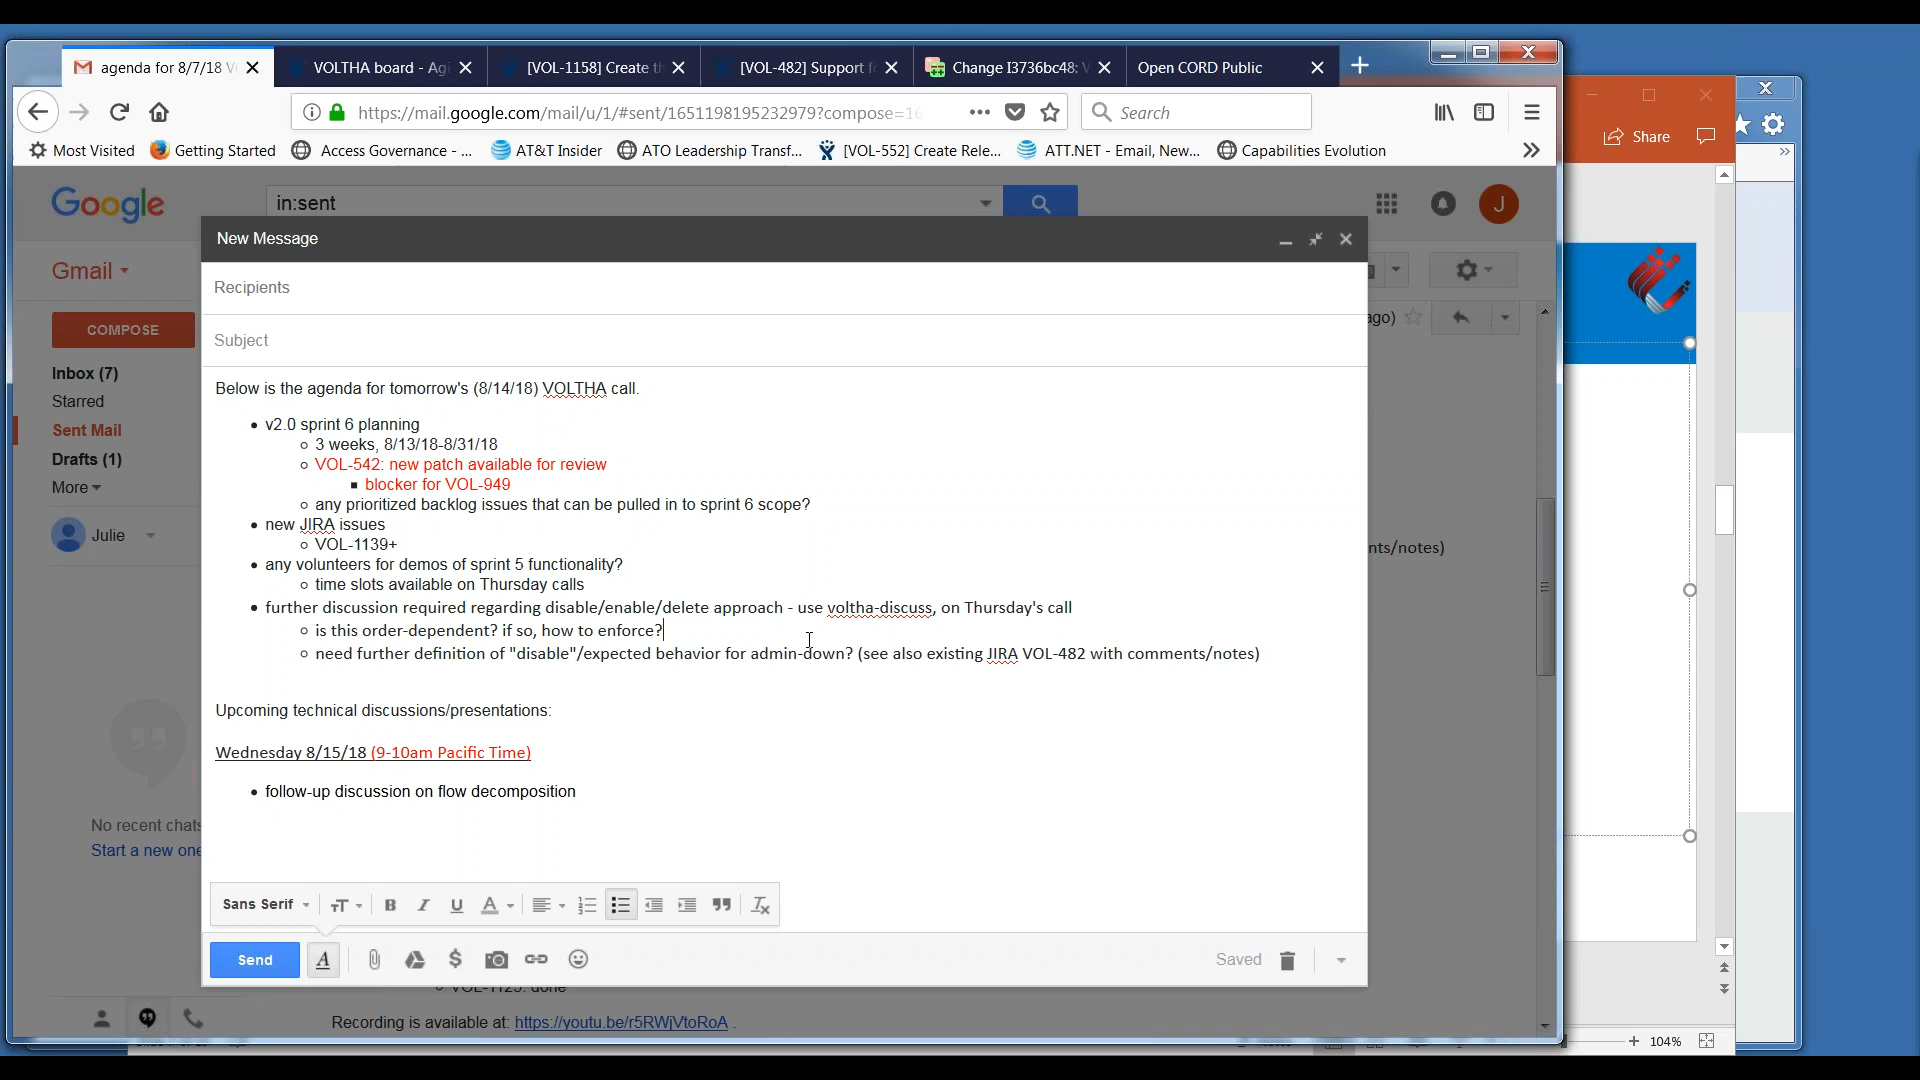 agenda for 8/7/18 V
VOLTHA board - Agi
[VOL-1158] Create th
[VOL-482] Support f
Change I3736bc48: V
Open CORD Public
https://mail.google.com/mail/u/1/#sent/1651198195232979?compose=16
Search
Most Visited
Getting Started
Access Governance - ...
AT&T Insider
ATO Leadership Transf...
[VOL-552] Create Rele...
ATT.NET - Email, New...
Capabilities Evolution
Share
Google
in:sent
J
New Message
Gmail
Recipients
COMPOSE
ago)
Subject
Inbox (7)
Starred
Sent Mail
Drafts (1)
More
Julie
Below is the agenda for tomorrow's (8/14/18) VOLTHA call.
• v2.0 sprint 6 planning
○ 3 weeks, 8/13/18-8/31/18
○ VOL-542: new patch available for review
▪ blocker for VOL-949
○ any prioritized backlog issues that can be pulled in to sprint 6 scope?
• new JIRA issues
○ VOL-1139+
nts/notes)
• any volunteers for demos of sprint 5 functionality?
○ time slots available on Thursday calls
• further discussion required regarding disable/enable/delete approach - use voltha-discuss, on Thursday's call
○ is this order-dependent? if so, how to enforce?
○ need further definition of "disable"/expected behavior for admin-down? (see also existing JIRA VOL-482 with comments/notes)
Upcoming technical discussions/presentations:
Wednesday 8/15/18 (9-10am Pacific Time)
• follow-up discussion on flow decomposition
No recent chats
Start a new one
Sans Serif
Send
Saved
VOL-1125: done
Recording is available at: https://youtu.be/r5RWjVtoRoA .
104%